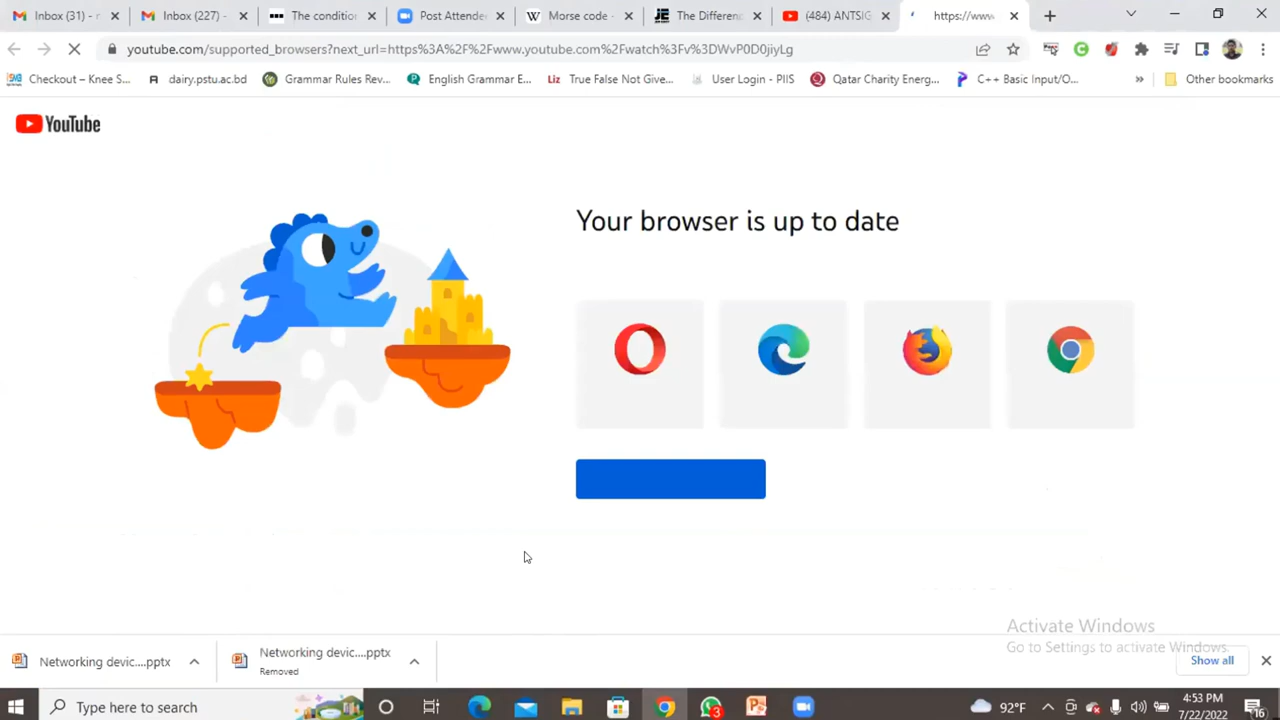 Inbox (31) - n
Inbox (227) -
The conditio
Post Attende
Morse code -
The Differen
(484) ANTSIG
https://www
youtube.com/supported_browsers?next_url=https%3A%2F%2Fwww.youtube.com%2Fwatch%3Fv%3DWvP0D0jiyLg
Checkout – Knee S...
dairy.pstu.ac.bd
Grammar Rules Rev...
English Grammar E...
Liz True False Not Give...
User Login - PIIS
Qatar Charity Energ...
C++ Basic Input/O...
»
Other bookmarks
YouTube
Your browser is up to date
Activate Windows
Go to Settings to activate Windows.
Networking devic....pptx
Networking devic....pptx
Removed
Show all
Type here to search
3
92°F
4:53 PM
7/22/2022
16